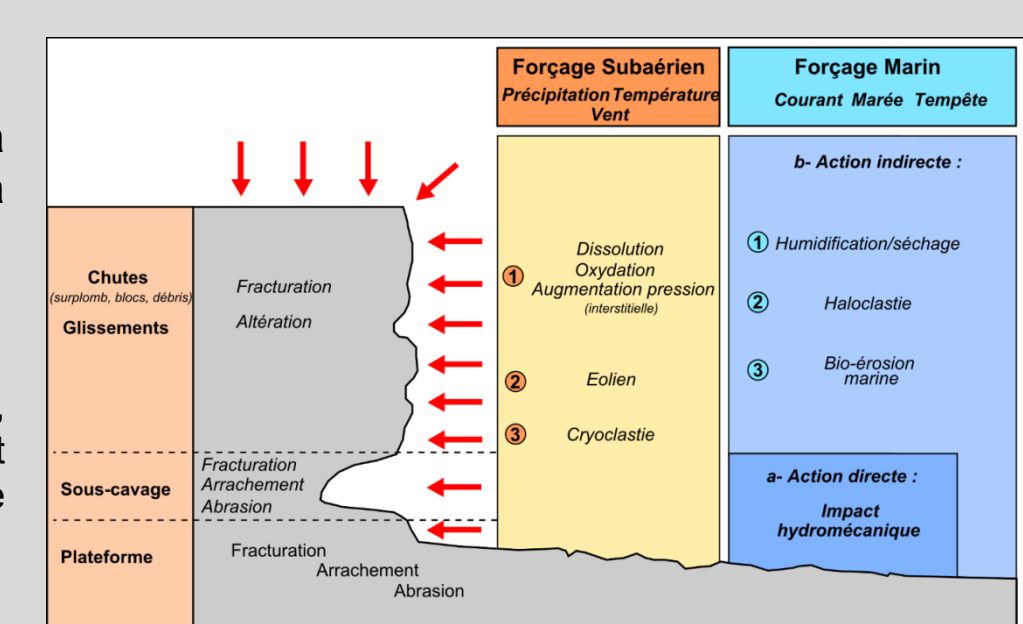 Forçage Subaérien
Précipitation Température
Vent
Forçage Marin
Courant Marée Tempête
b- Action indirecte :
1 Humidification/séchage
2 Haloclastie
3 Bio-érosion
marine
a- Action directe :
Impact
hydromécanique
Dissolution
Oxydation
1 Augmentation pression
(interstitielle)
2 Eolien
3 Cryoclastie
Chutes
(surplomb, blocs, débris)
Glissements
Fracturation
Altération
Sous-cavage
Fracturation
Arrachement
Abrasion
Plateforme
Fracturation
Arrachement
Abrasion